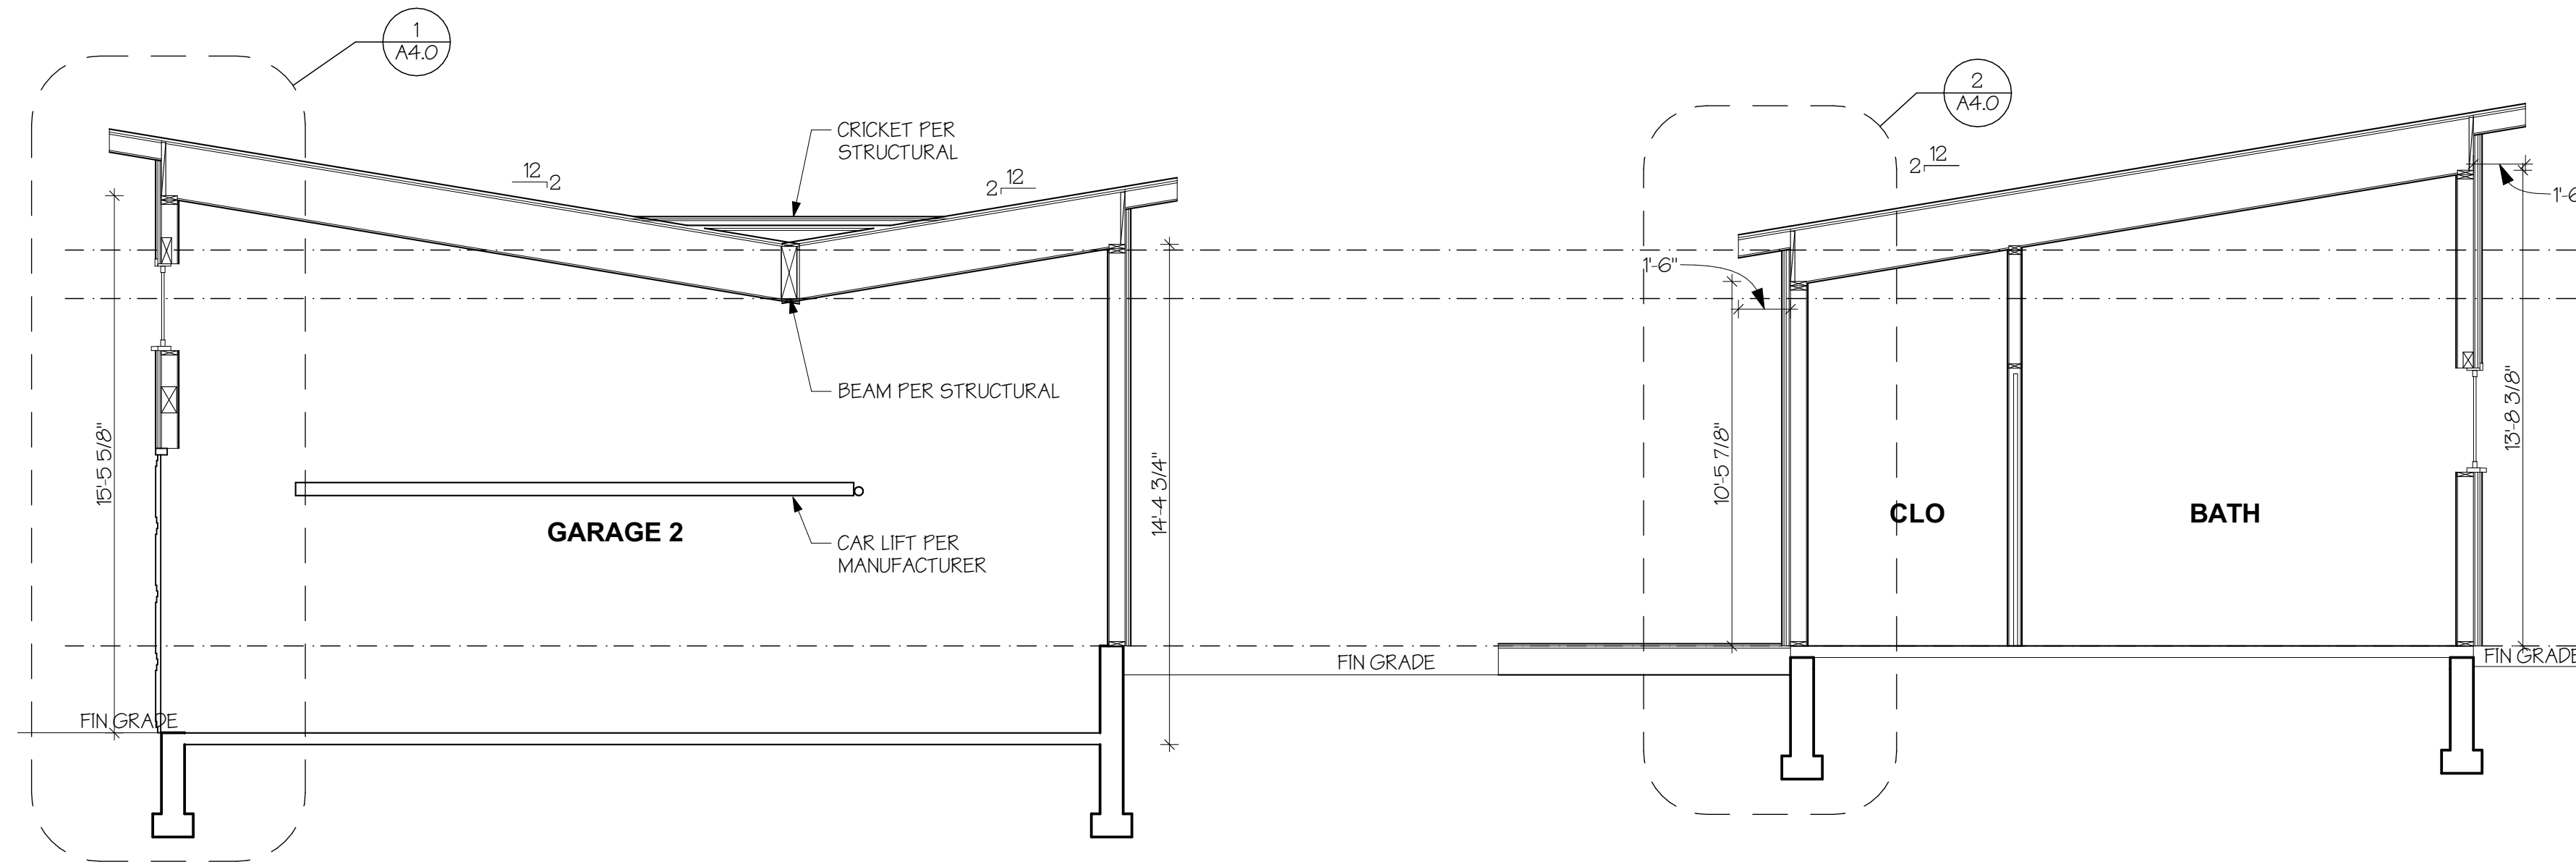 1
A4.0
2
A4.0
CRICKET PER
STRUCTURAL
12
2
12
2
12
2
1'-6"
1'-6
BEAM PER STRUCTURAL
15'-5 5/8"
14'-4 3/4"
10'-5 7/8"
13'-8 3/8"
GARAGE 2
CLO
BATH
CAR LIFT PER
MANUFACTURER
FIN GRADE
FIN GRADE
FIN GRADE